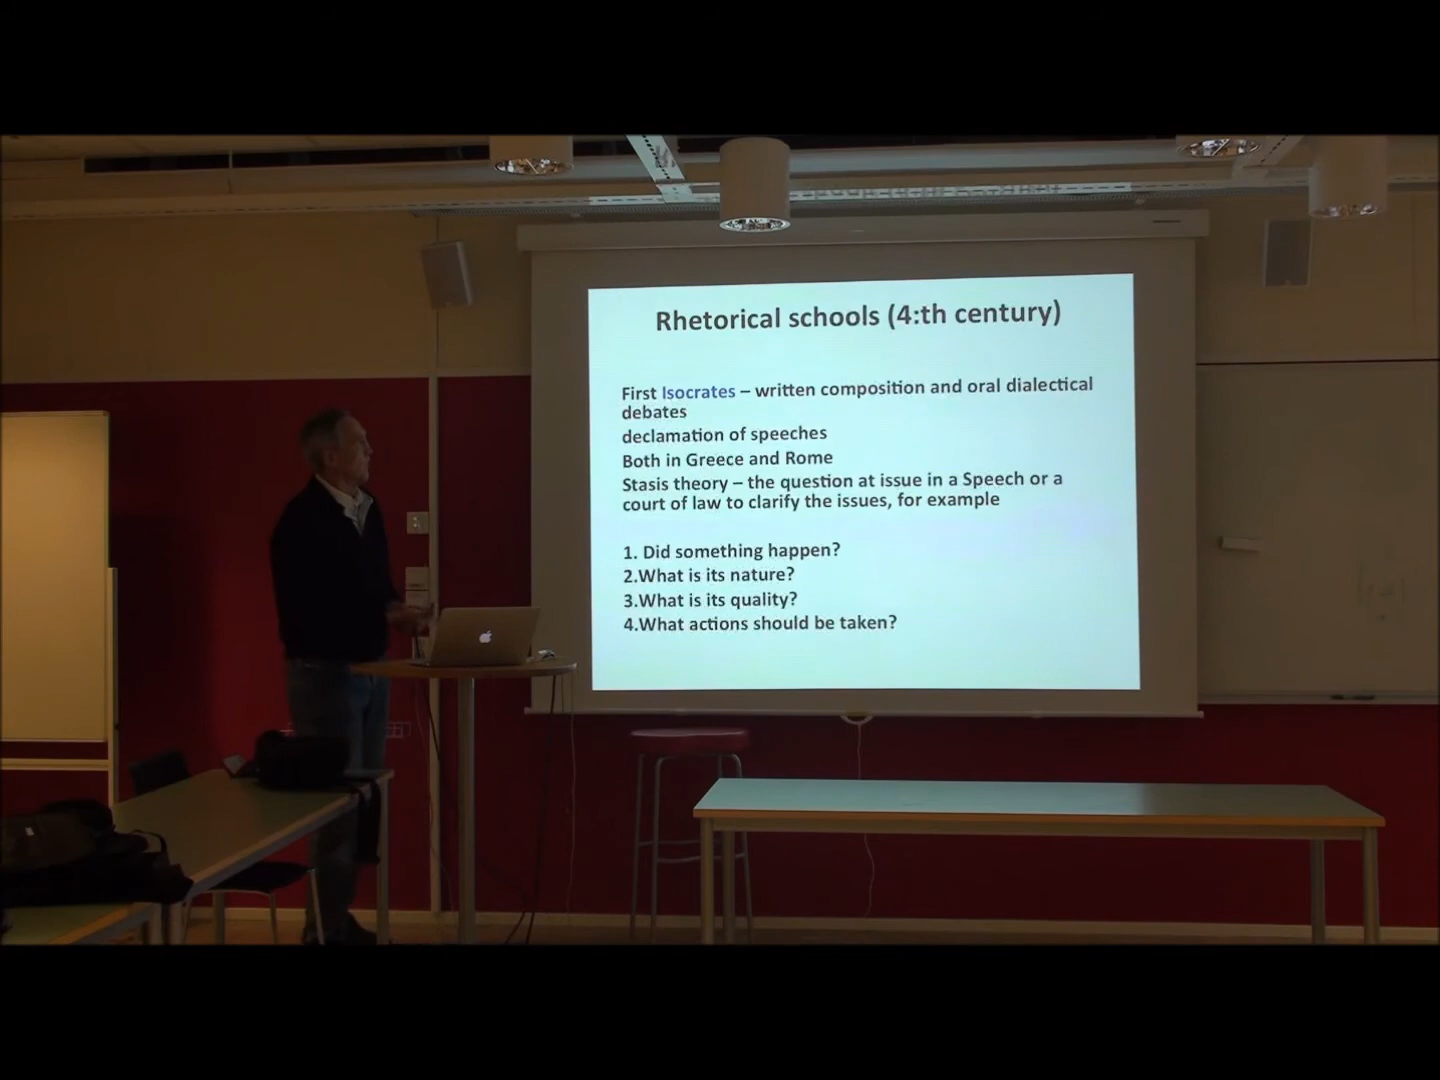 Rhetorical schools (4:th century)
First Isocrates – written composition and oral dialectical
debates
declamation of speeches
Both in Greece and Rome
Stasis theory – the question at issue in a Speech or a
court of law to clarify the issues, for example
1. Did something happen?
2.What is its nature?
3.What is its quality?
4.What actions should be taken?